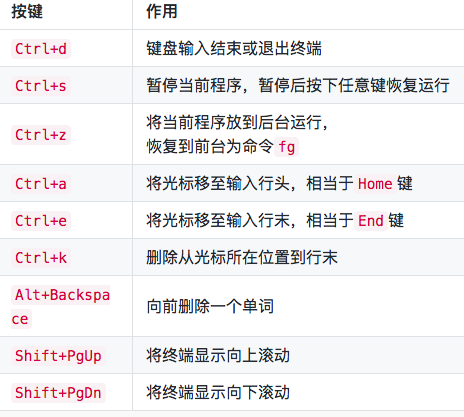 按键 作用
Ctrl+d 键盘输入结束或退出终端
Ctrl+s 暂停当前程序，暂停后按下任意键恢复运行
Ctrl+z 将当前程序放到后台运行，
恢复到前台为命令 fg
Ctrl+a 将光标移至输入行头，相当于 Home 键
Ctrl+e 将光标移至输入行末，相当于 End 键
Ctrl+k 删除从光标所在位置到行末
Alt+Backspa
ce 向前删除一个单词
Shift+PgUp 将终端显示向上滚动
Shift+PgDn 将终端显示向下滚动